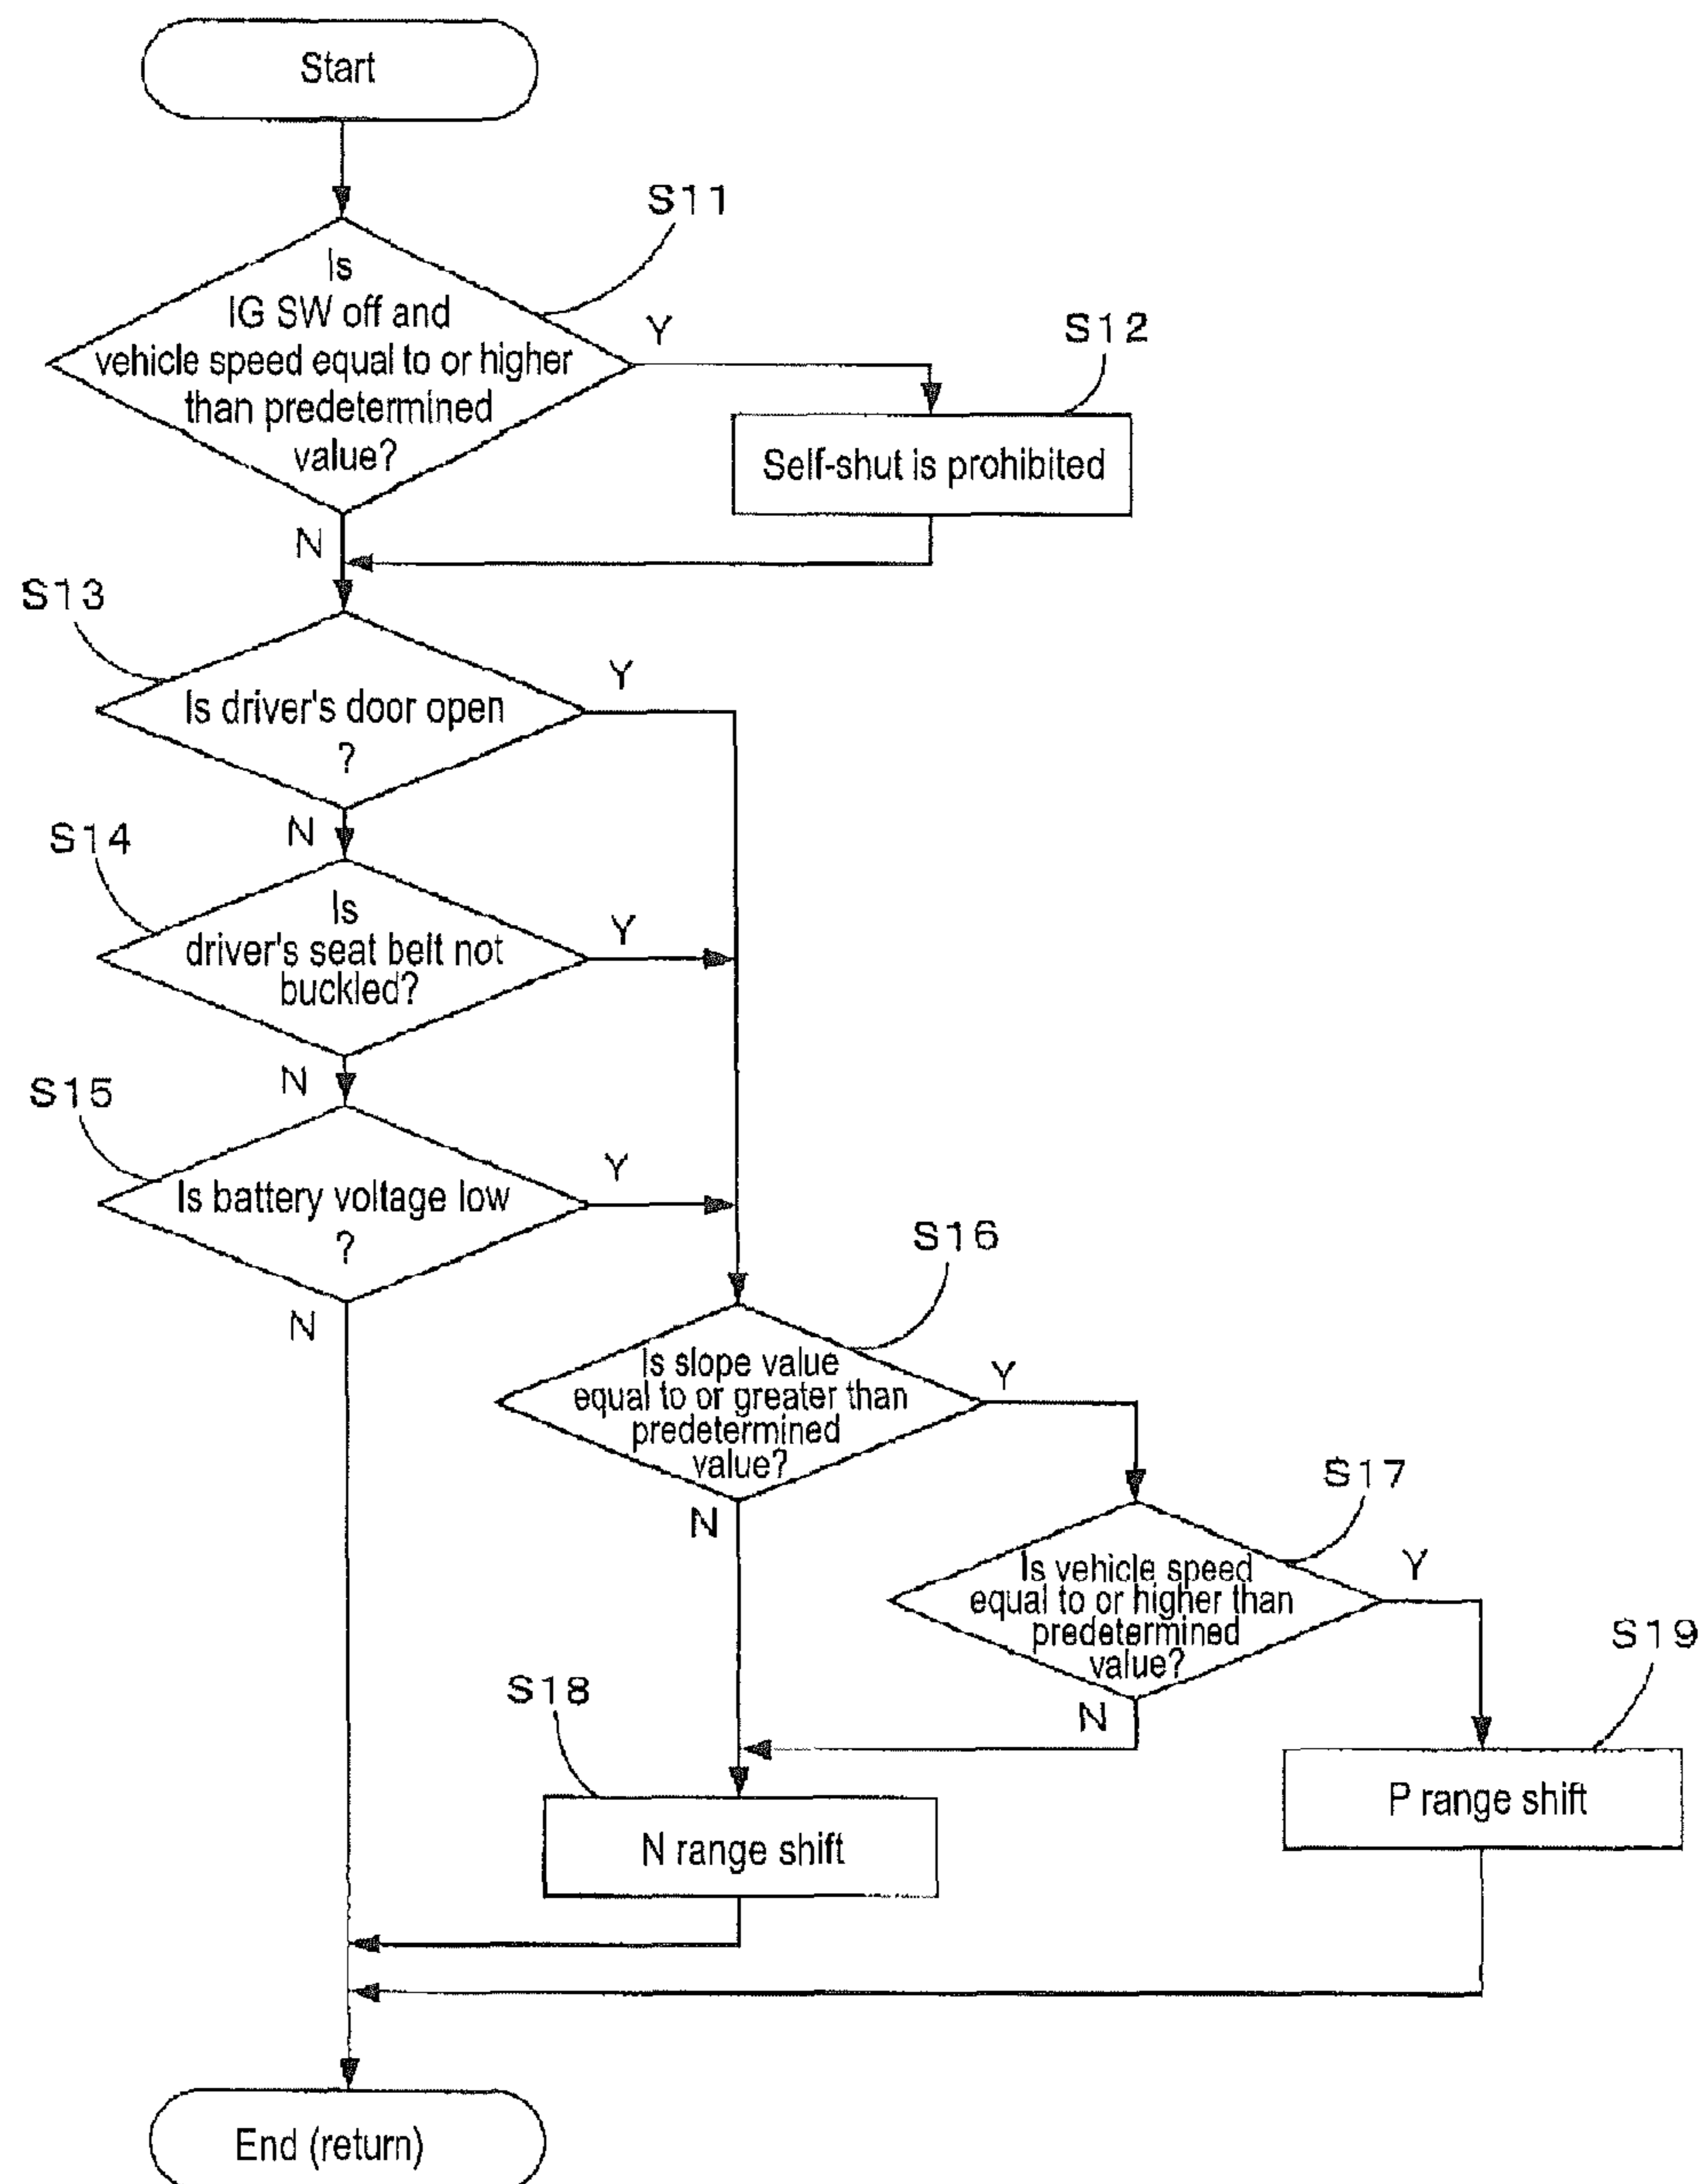 Start
S11
Is
IG SW off and
vehicle speed equal to or higher
than predetermined
value?
Y
N
S12
Self-shut is prohibited
S13
Is driver's door open
?
Y
N
S14
Is
driver's seat belt not
buckled?
Y
N
S15
Is battery voltage low
?
Y
N
S16
Is slope value
equal to or greater than
predetermined
value?
Y
N
S17
Is vehicle speed
equal to or higher than
predetermined
value?
Y
N
S18
N range shift
S19
P range shift
End (return)